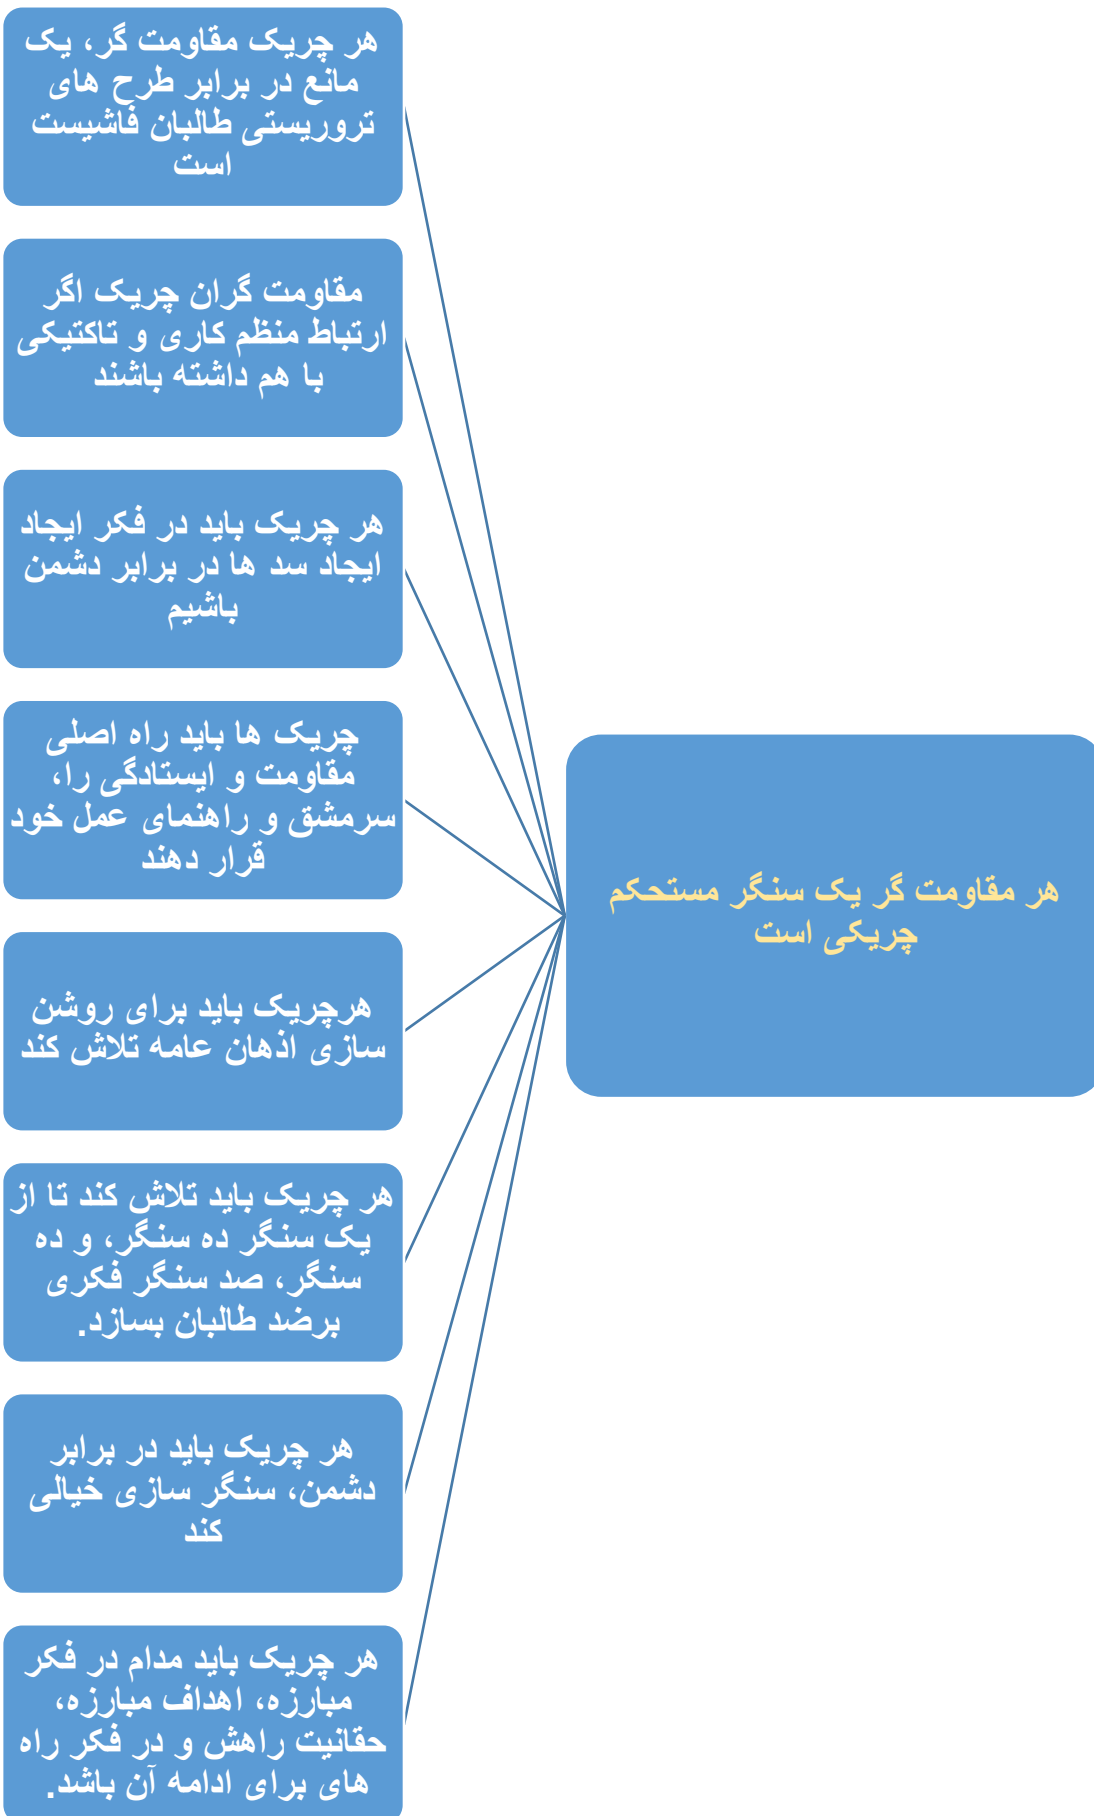 هر مقاومت گر یک سنگر مستحکم
چریکی است
هر چریک مقاومت گر، یک
مانع در برابر طرح های
تروریستی طالبان فاشیست
است
مقاومت گران چریک اگر
ارتباط منظم کاری و تاکتیکی
با هم داشته باشند
هر چریک باید در فکر ایجاد
ایجاد سد ها در برابر دشمن
باشیم
چریک ها باید راه اصلی
مقاومت و ایستادگی را،
سرمشق و راهنمای عمل خود
قرار دهند
هرچریک باید برای روشن
سازی اذهان عامه تلاش کند
هر چریک باید تلاش کند تا از
یک سنگر ده سنگر، و ده
سنگر، صد سنگر فکری
برضد طالبان بسازد.
هر چریک باید در برابر
دشمن، سنگر سازی خیالی
کند
هر چریک باید مدام در فکر
مبارزه، اهداف مبارزه،
حقانیت راهش و در فکر راه
های برای ادامه آن باشد.